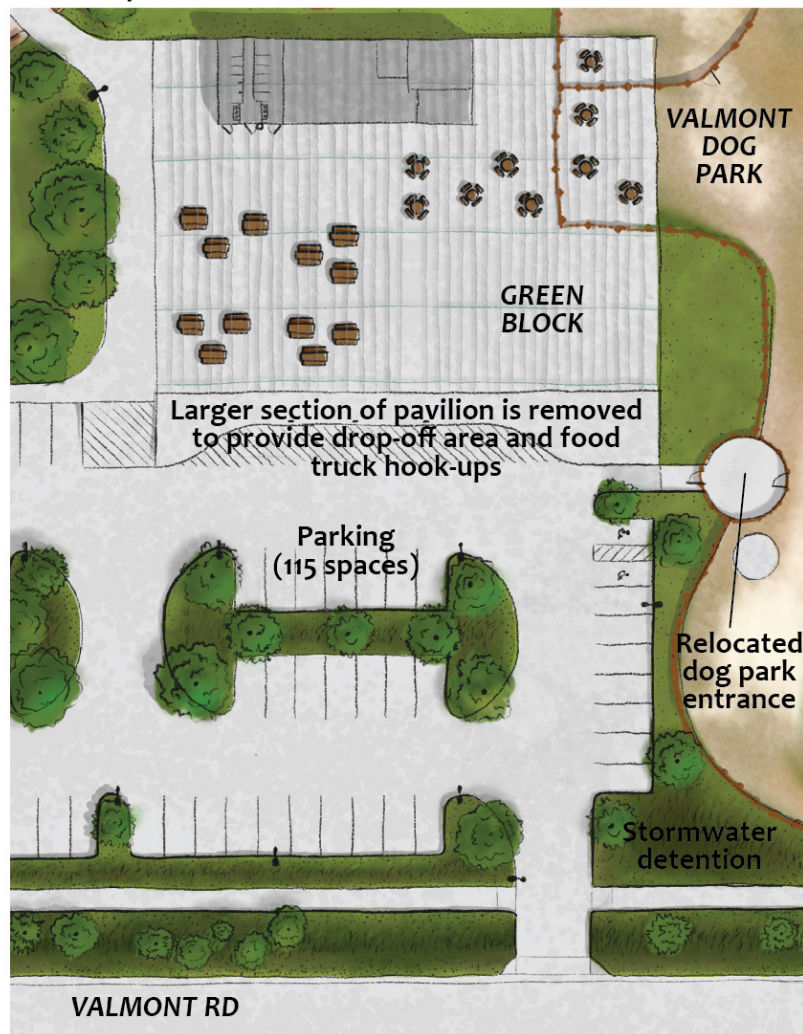 VALMONT
DOG
PARK
GREEN
BLOCK
Larger section of pavilion is removed
to provide drop-off area and food
truck hook-ups
Parking
(115 spaces)
Relocated
dog park
entrance
Stormwater
detention
VALMONT RD